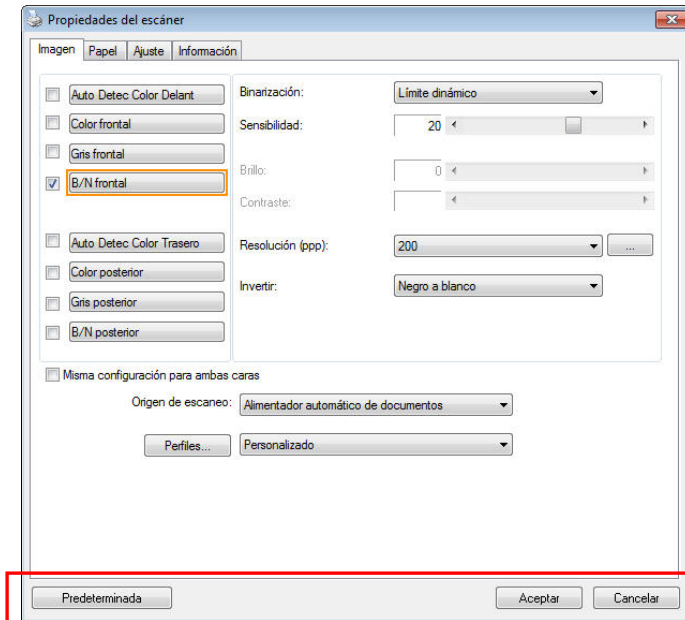 Propiedades del escáner
Imagen Papel Ajuste Información
Auto Detec Color Delant
Color frontal
Gris frontal
B/N frontal
Auto Detec Color Trasero
Color posterior
Gris posterior
B/N posterior
Binarización: Límite dinámico
Sensibilidad: 20
Brillo: 0
Contraste:
Resolución (ppp): 200 ...
Invertir: Negro a blanco
Misma configuración para ambas caras
Origen de escaneo: Alimentador automático de documentos
Perfiles... Personalizado
Predeterminada Aceptar Cancelar